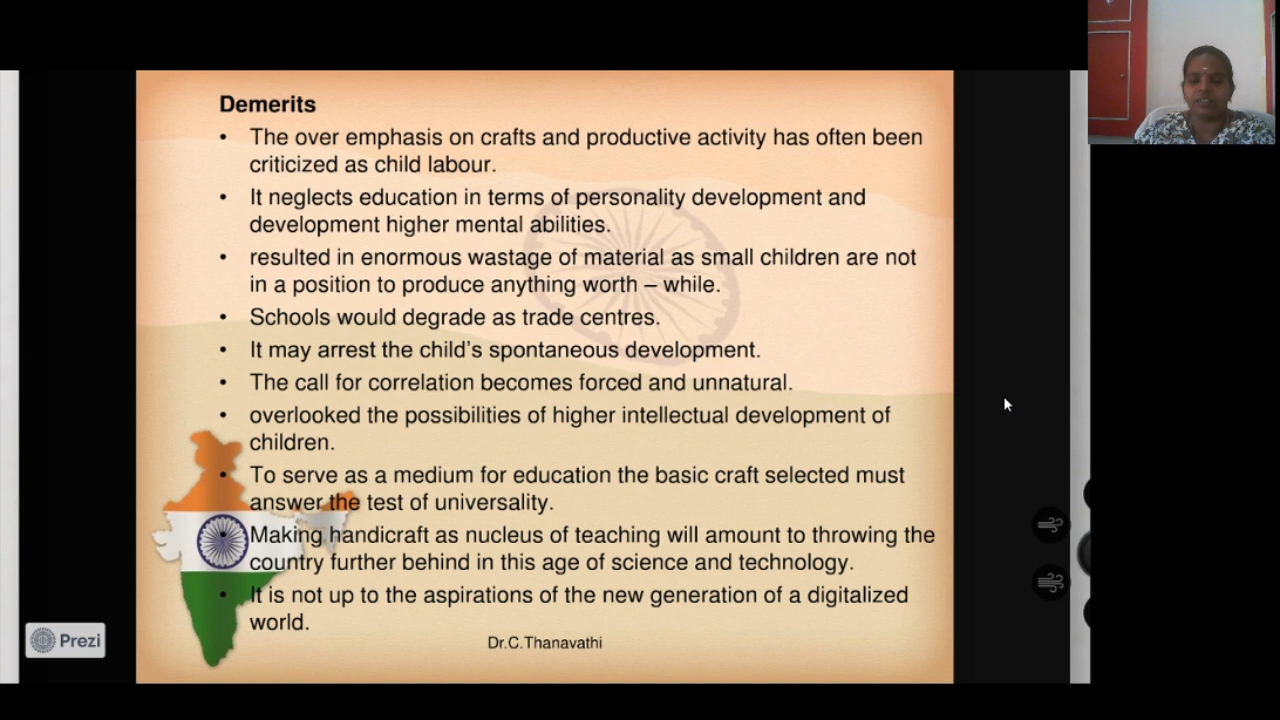 Demerits
• The over emphasis on crafts and productive activity has often been
criticized as child labour.
• It neglects education in terms of personality development and
development higher mental abilities.
• resulted in enormous wastage of material as small children are not
in a position to produce anything worth – while.
• Schools would degrade as trade centres.
• It may arrest the child's spontaneous development.
• The call for correlation becomes forced and unnatural.
• overlooked the possibilities of higher intellectual development of
children.
• To serve as a medium for education the basic craft selected must
answer the test of universality.
• Making handicraft as nucleus of teaching will amount to throwing the
country further behind in this age of science and technology.
• It is not up to the aspirations of the new generation of a digitalized
world.
Dr.C.Thanavathi
Prezi